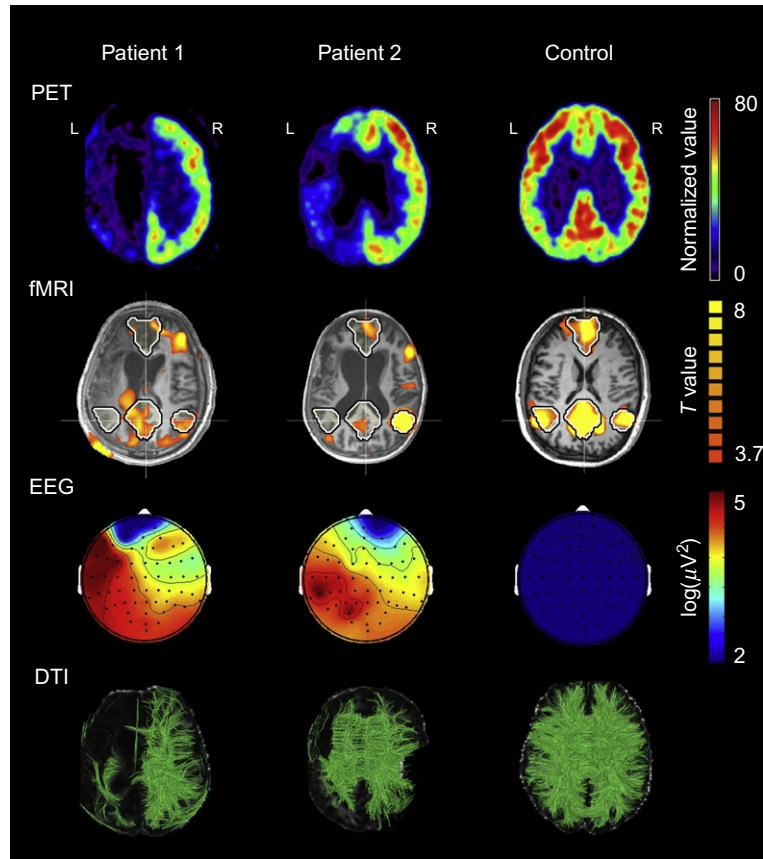 Patient 1 Patient 2 Control
PET
L R L R L R
80
Normalized value
0
fMRI
8
T value
3.7
EEG
5
log(μV²)
2
DTI